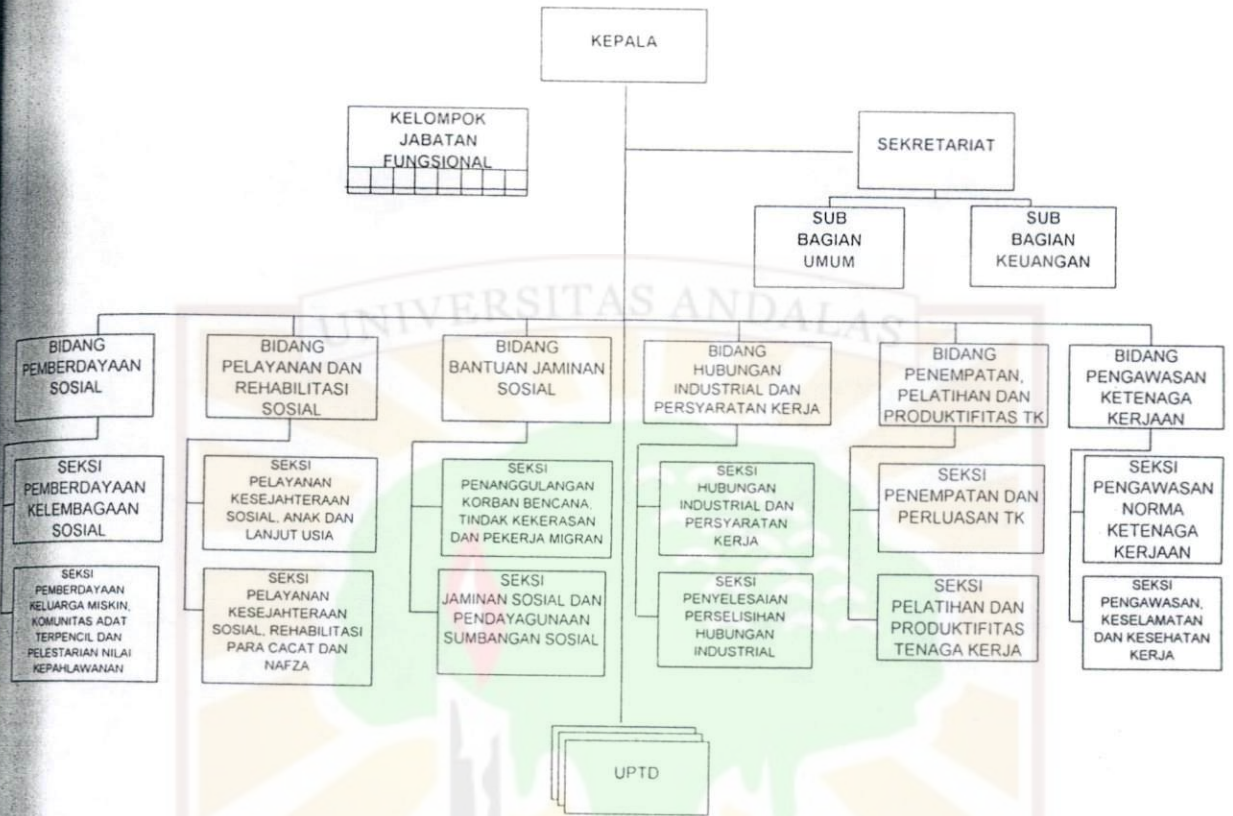 KEPALA
KELOMPOK
JABATAN
FUNGSIONAL
SEKRETARIAT
SUB
BAGIAN
UMUM
SUB
BAGIAN
KEUANGAN
UNIVERSITAS ANDALAS
BIDANG
PEMBERDAYAAN
SOSIAL
BIDANG
PELAYANAN DAN
REHABILITASI
SOSIAL
BIDANG
BANTUAN JAMINAN
SOSIAL
BIDANG
HUBUNGAN
INDUSTRIAL DAN
PERSYARATAN KERJA
BIDANG
PENEMPATAN,
PELATIHAN DAN
PRODUKTIFITAS TK
BIDANG
PENGAWASAN
KETENAGA
KERJAAN
SEKSI
PEMBERDAYAAN
KELEMBAGAAN
SOSIAL
SEKSI
PELAYANAN
KESEJAHTERAAN
SOSIAL, ANAK DAN
LANJUT USIA
SEKSI
PENANGGULANGAN
KORBAN BENCANA,
TINDAK KEKERASAN
DAN PEKERJA MIGRAN
SEKSI
HUBUNGAN
INDUSTRIAL DAN
PERSYARATAN
KERJA
SEKSI
PENEMPATAN DAN
PERLUASAN TK
SEKSI
PENGAWASAN
NORMA
KETENAGA
KERJAAN
SEKSI
PEMBERDAYAAN
KELUARGA MISKIN,
KOMUNITAS ADAT
TERPENCIL DAN
PELESTARIAN NILAI
KEPAHLAWANAN
SEKSI
PELAYANAN
KESEJAHTERAAN
SOSIAL, REHABILITASI
PARA CACAT DAN
NAFZA
SEKSI
JAMINAN SOSIAL DAN
PENDAYAGUNAAN
SUMBANGAN SOSIAL
SEKSI
PENYELESAIAN
PERSELISIHAN
HUBUNGAN
INDUSTRIAL
SEKSI
PELATIHAN DAN
PRODUKTIFITAS
TENAGA KERJA
SEKSI
PENGAWASAN,
KESELAMATAN
DAN KESEHATAN
KERJA
UPTD